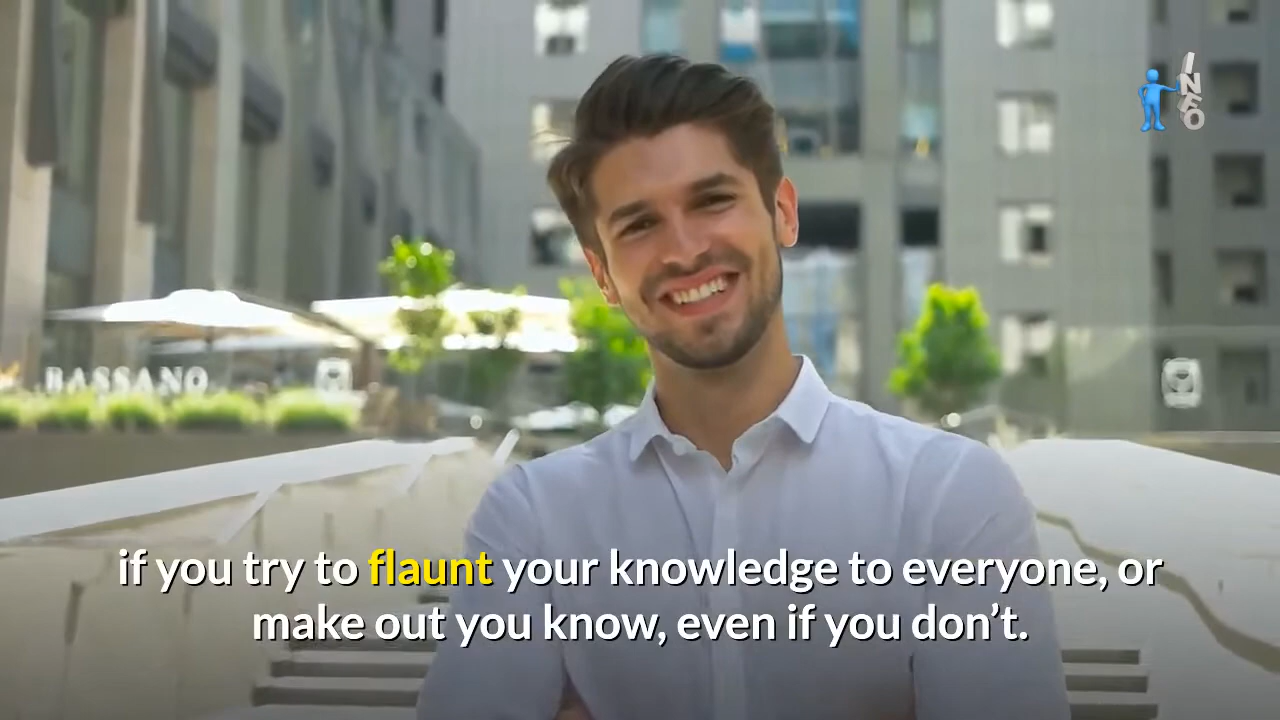 INFO
BASSANO
if you try to flaunt your knowledge to everyone, or
make out you know, even if you don’t.